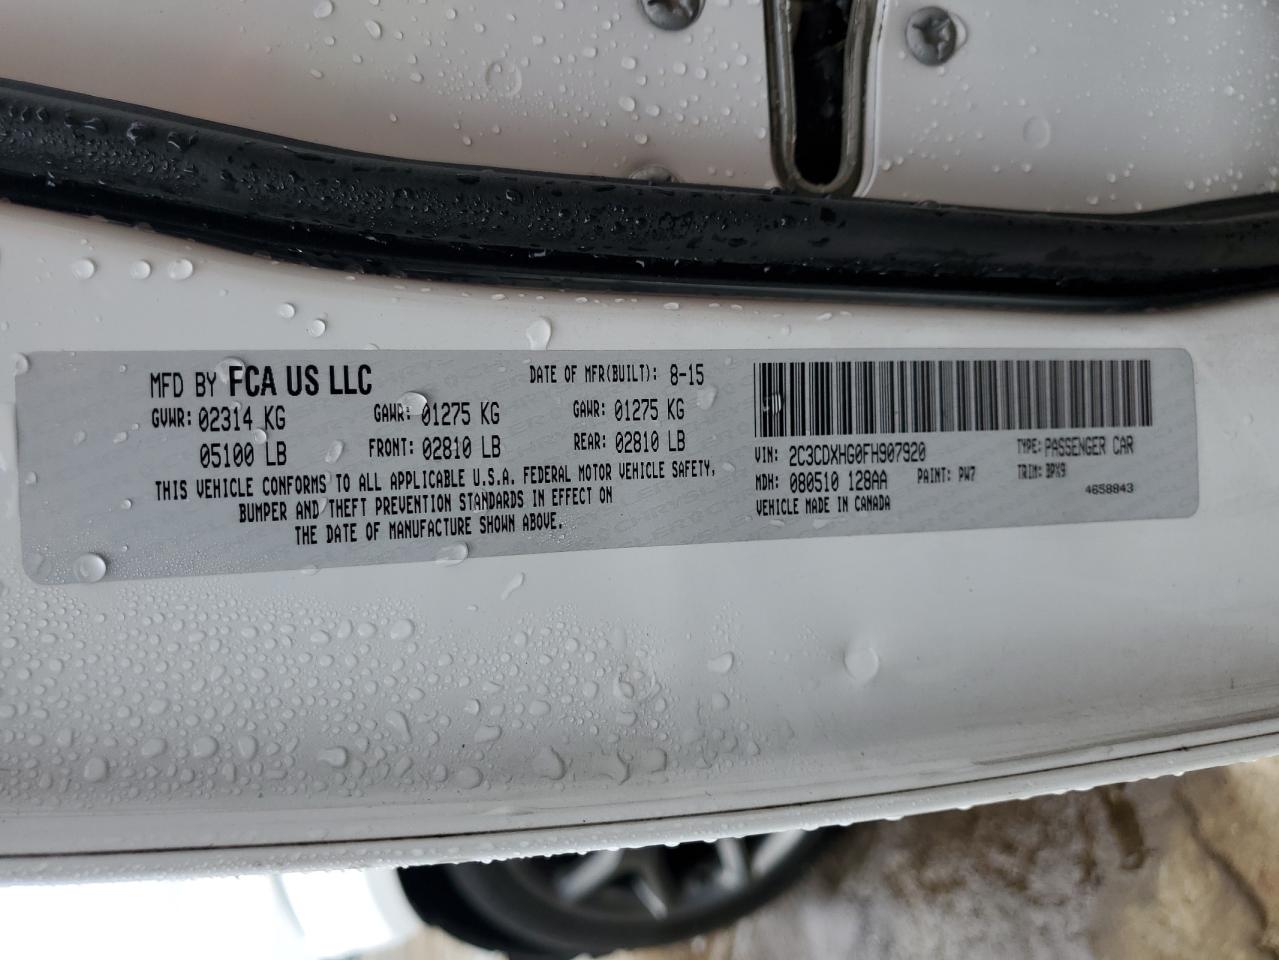 MFD BY FCA US LLC DATE OF MFR(BUILT): 8-15
GVWR: 02314 KG GAWR: 01275 KG GAWR: 01275 KG
05100 LB FRONT: 02810 LB REAR: 02810 LB
THIS VEHICLE CONFORMS TO ALL APPLICABLE U.S.A. FEDERAL MOTOR VEHICLE SAFETY,
BUMPER AND THEFT PREVENTION STANDARDS IN EFFECT ON
THE DATE OF MANUFACTURE SHOWN ABOVE.
VIN: 2C3CDXHG0FH907920 TYPE: PASSENGER CAR
MDH: 080510 128AA PAINT: PW7 TRIM: BPX9
VEHICLE MADE IN CANADA 4658843